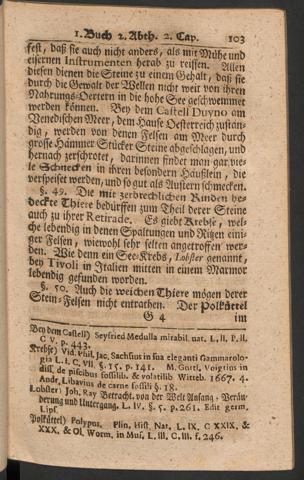 1. Buch 2. Abth. 2. Cap. 103
fest, daß sie auch nicht anders, als mit Mühe und
eisernen Instrumenten herab zu reissen. Allen
diesen dienen die Steine zu einem Gehalt, daß sie
durch die Gewalt der Wellen nicht weit von ihren
Nahrungs-Oertern in die hohe See geschwemmet
werden können. Bey dem Castell Duyno am
Venedischen Meer, dem Hause Oesterreich zustän-
dig, werden von denen Felsen am Meer durch
grosse Hämmer Stücker Steine abgeschlagen, und
hernach zerschrotet, darinnen findet man gar vie-
le Schnecken in ihren besondern Häußlein, die
verspeiset werden, und so gut als Austern schmecken.
§. 49. Die mit zerbrechlichen Rinden be-
deckte Thiere bedürffen zum Theil derer Steine
auch zu ihrer Retirade. Es giebt Krebse, wel-
che lebendig in denen Spaltungen und Ritzen eini-
ger Felsen, wiewohl sehr selten angetroffen wer-
den. Wie denn ein See-Krebs, Lobster genannt,
bey Tivoli in Italien mitten in einem Marmor
lebendig gefunden worden.
§. 50. Auch die weichen Thiere mögen derer
Stein-Felsen nicht entrathen. Der Polküttel
G 4 im
Bey dem Castell) Seyfried Medulla mirabil. nat. L. II. P. II.
C V. p. 443.
Krebse) Vid. Phil. Jac. Sachsius in sua eleganti Gammarolo-
gia L. I. C. VII. §. 15. p. 141. M. Gottl. Voigtius in
diss. de piscibus fossilib. & volatilib. Witteb. 1667. 4.
Andr. Libavius de carne fossili §. 18.
Lobster) Joh. Ray Betracht. von der Welt Anfang, Verän-
derung und Untergang. L. IV. §. 5. p. 261. Edit germ.
Lips.
Polküttel) Polypus. Plin. Hist. Nat. L. IX. C XXIX. &
XXX. & Ol. Worm. in Mus. L. III. C. III. f. 246.